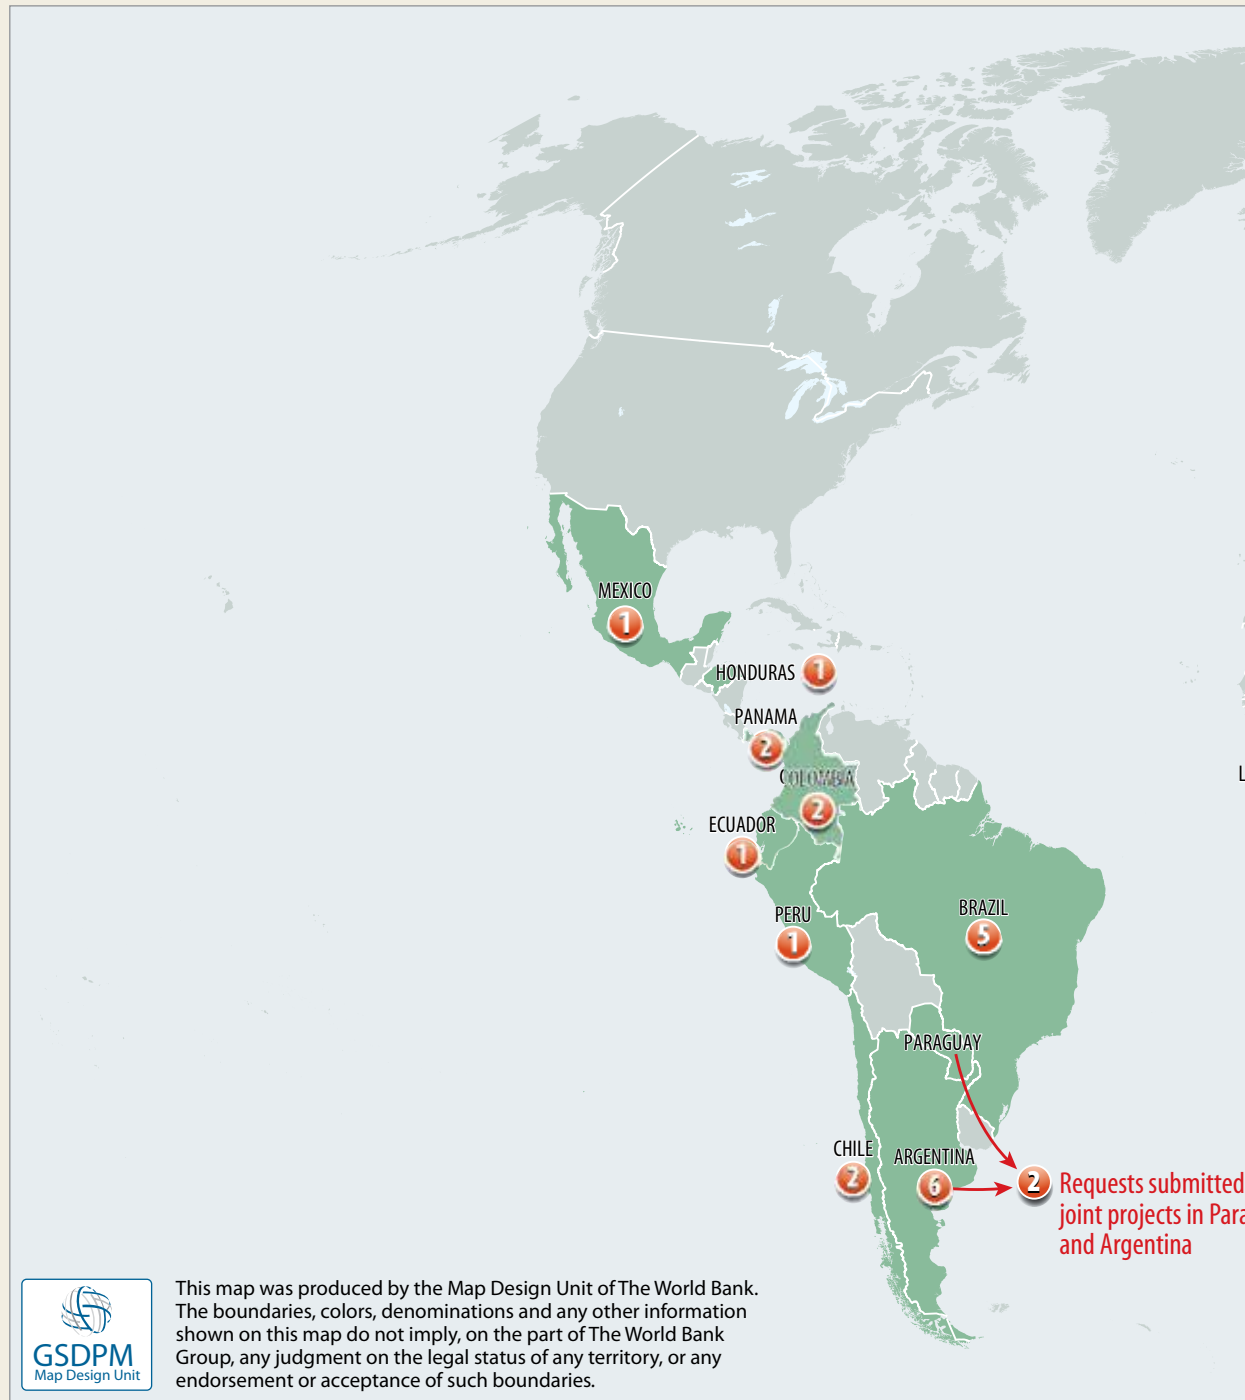 MEXICO
1
HONDURAS 1
PANAMA
2
COLOMBIA
2
ECUADOR
1
PERU
1
BRAZIL
5
PARAGUAY
CHILE
2
ARGENTINA
6
2 Requests submitted
joint projects in Para
and Argentina
L
GSDPM
Map Design Unit
This map was produced by the Map Design Unit of The World Bank.
The boundaries, colors, denominations and any other information
shown on this map do not imply, on the part of The World Bank
Group, any judgment on the legal status of any territory, or any
endorsement or acceptance of such boundaries.